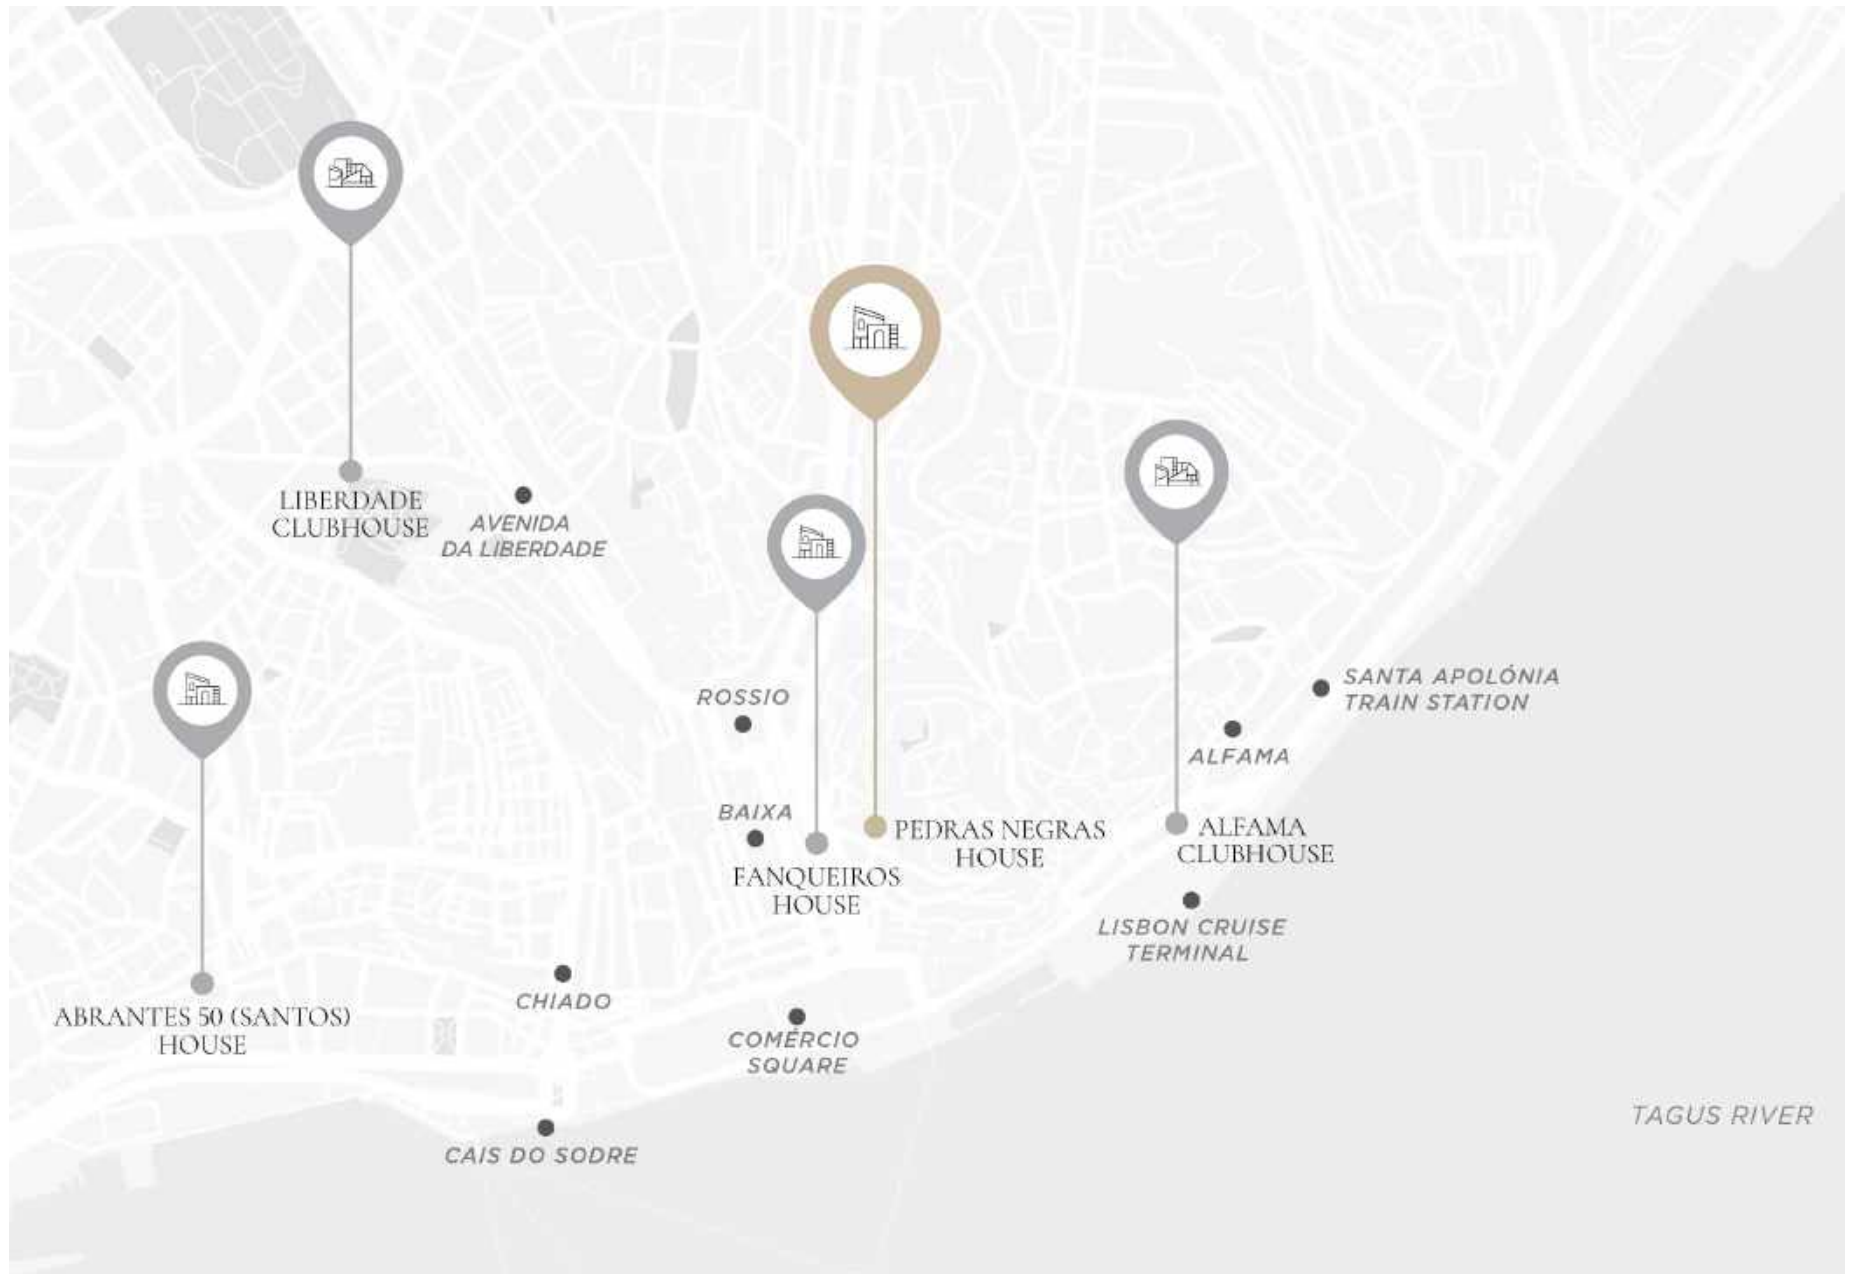 LIBERDADE
CLUBHOUSE
AVENIDA
DA LIBERDADE
ROSSIO
SANTA APOLÓNIA
TRAIN STATION
ALFAMA
BAIXA
PEDRAS NEGRAS
HOUSE
ALFAMA
CLUBHOUSE
FANQUEIROS
HOUSE
LISBON CRUISE
TERMINAL
CHIADO
ABRANTES 50 (SANTOS)
HOUSE
COMÉRCIO
SQUARE
TAGUS RIVER
CAIS DO SODRE